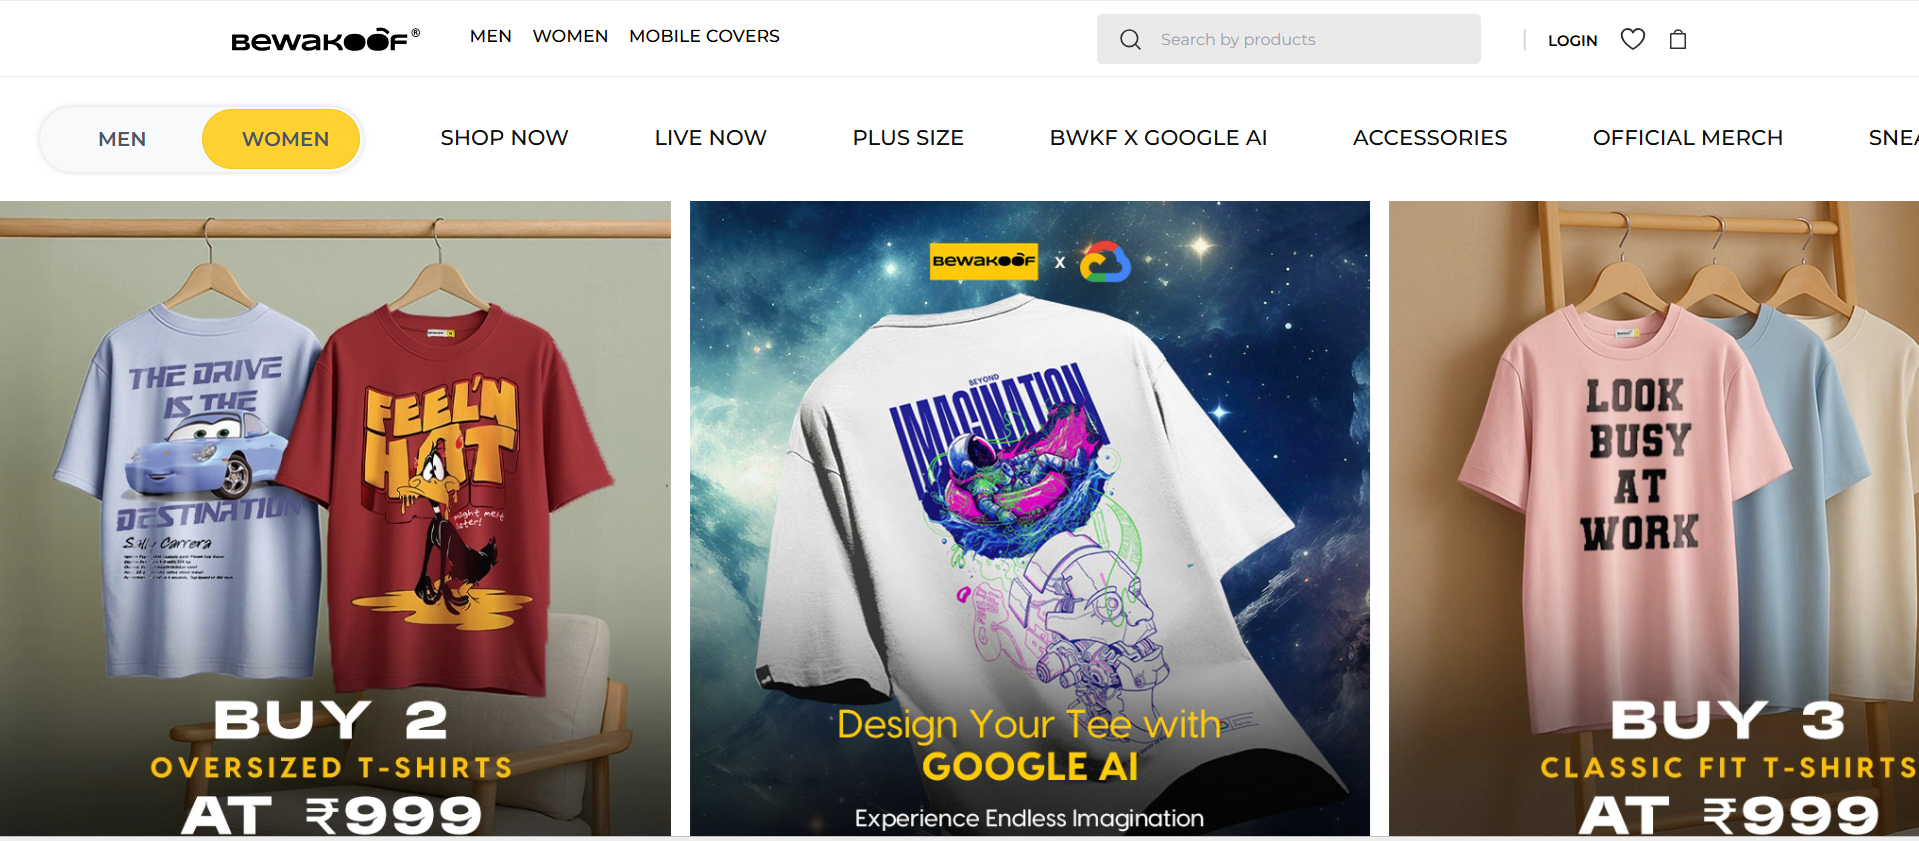 BEWAKOOF®
MEN WOMEN MOBILE COVERS
Search by products
LOGIN
MEN WOMEN SHOP NOW LIVE NOW PLUS SIZE BWKF X GOOGLE AI ACCESSORIES OFFICIAL MERCH SNEA
THE DRIVE
IS THE
DESTINATION
Sally Carrera
FEEL'N
HOT
might melt
later!
BUY 2
OVERSIZED T-SHIRTS
AT ₹999
BEWAKOOF X
BEYOND
IMAGINATION
Design Your Tee with
GOOGLE AI
Experience Endless Imagination
LOOK
BUSY
AT
WORK
BUY 3
CLASSIC FIT T-SHIRTS
AT ₹999